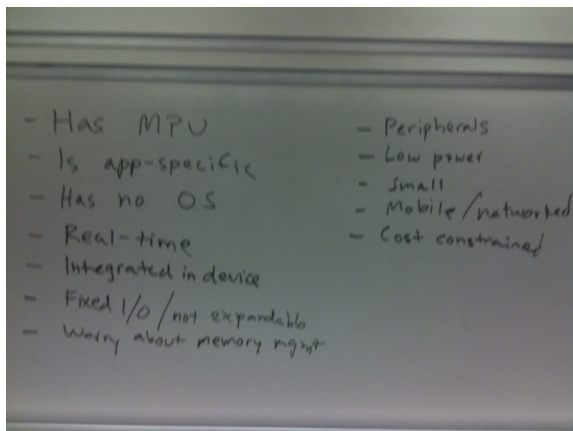 - Has MPU
- Is app-specific
- Has no OS
- Real-time
- Integrated in device
- Fixed I/O / not expandable
- Worry about memory mgmt
- Peripherals
- Low power
- Small
- Mobile/networked
- Cost constrained